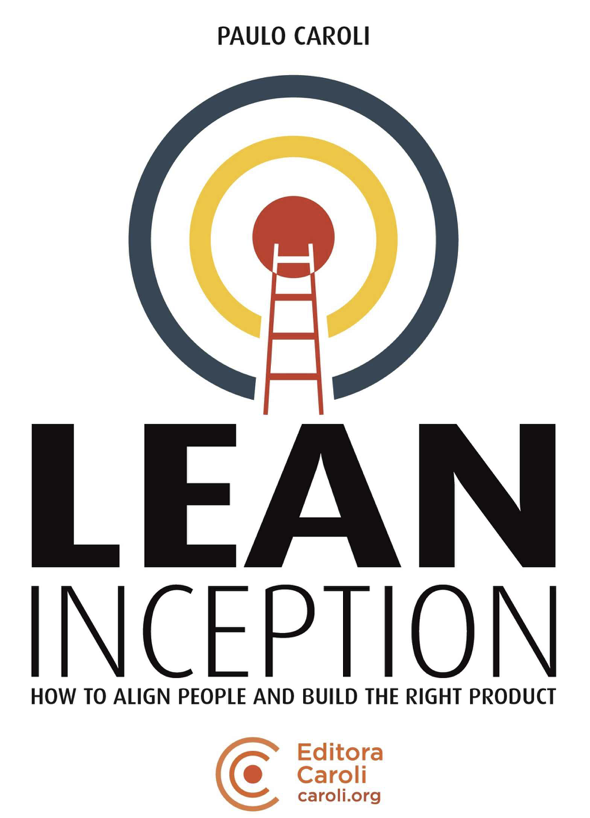 PAULO CAROLI
LEAN
INCEPTION
HOW TO ALIGN PEOPLE AND BUILD THE RIGHT PRODUCT
Editora
Caroli
caroli.org